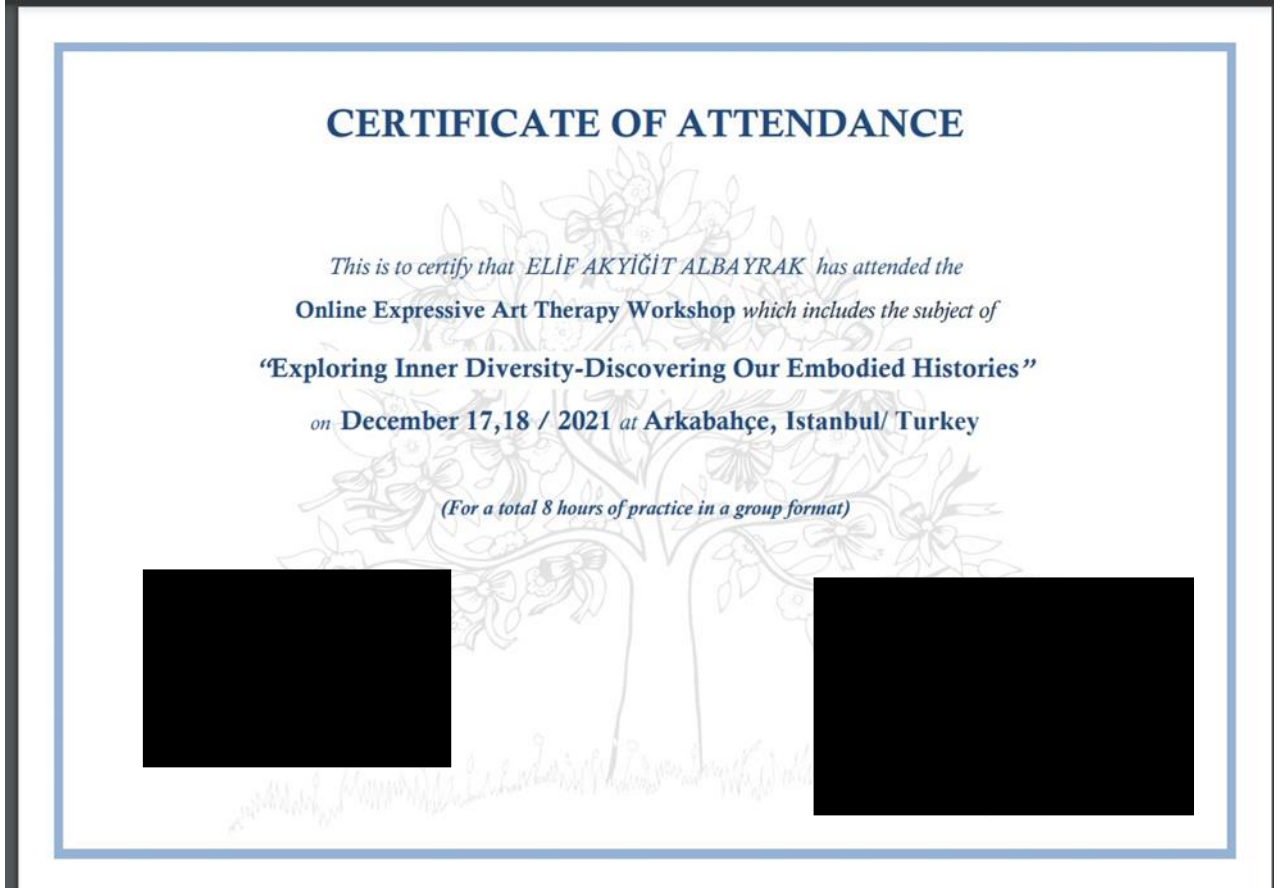 CERTIFICATE OF ATTENDANCE
This is to certify that ELİF AKYİĞİT ALBAYRAK has attended the
Online Expressive Art Therapy Workshop which includes the subject of
“Exploring Inner Diversity-Discovering Our Embodied Histories”
on December 17,18 / 2021 at Arkabahçe, Istanbul/ Turkey
(For a total 8 hours of practice in a group format)